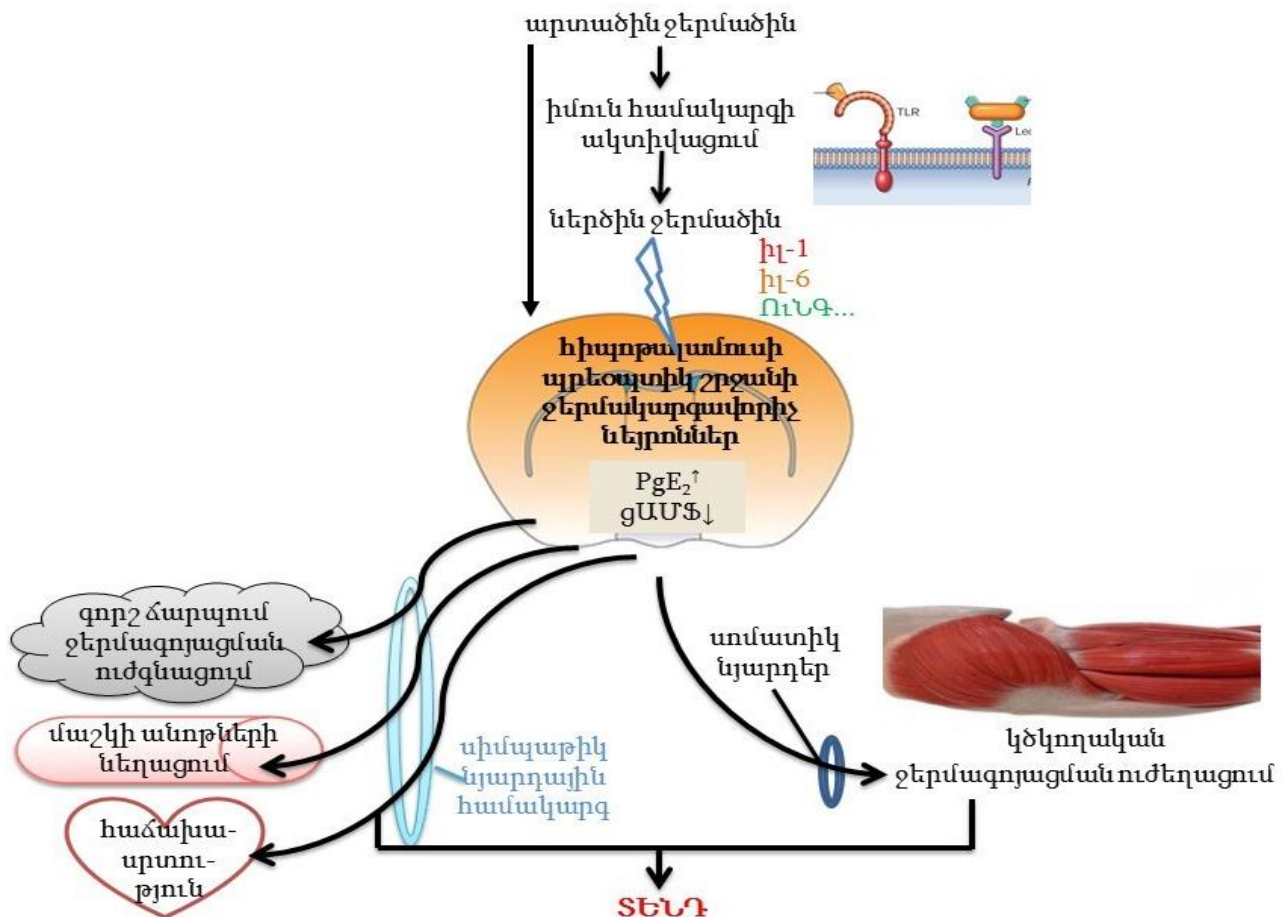 արտածին ջերմածին
իմուն համակարգի
ակտիվացում
TLR
Lec
ներծին ջերմածին
իլ-1
իլ-6
ՈւՆԳ...
հիպոթալամուսի
պրեօպտիկ շրջանի
ջերմակարգավորիչ
նեյրոններ
PgE₂↑
ցԱՄՖ↓
գորշ ճարպում
ջերմագոյացման
ուժգնացում
մաշկի անոթների
նեղացում
հաճախա-
սրտու-
թյուն
սիմպաթիկ
նյարդային
համակարգ
սոմատիկ
նյարդեր
կծկողական
ջերմագոյացման ուժեղացում
ՏԵՆԴ